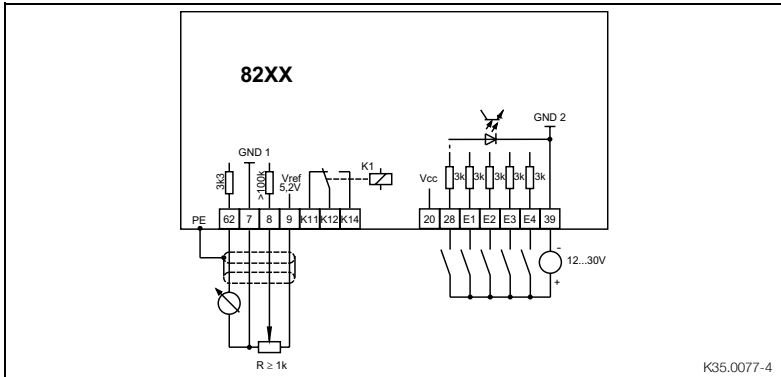 82XX
GND 2
GND 1
K1
3k3
>100k
Vref
5,2V
Vcc
3k
3k
3k
3k
3k
PE
62
7
8
9
K11
K12
K14
20
28
E1
E2
E3
E4
39
-
12...30V
+
R ≥ 1k
K35.0077-4